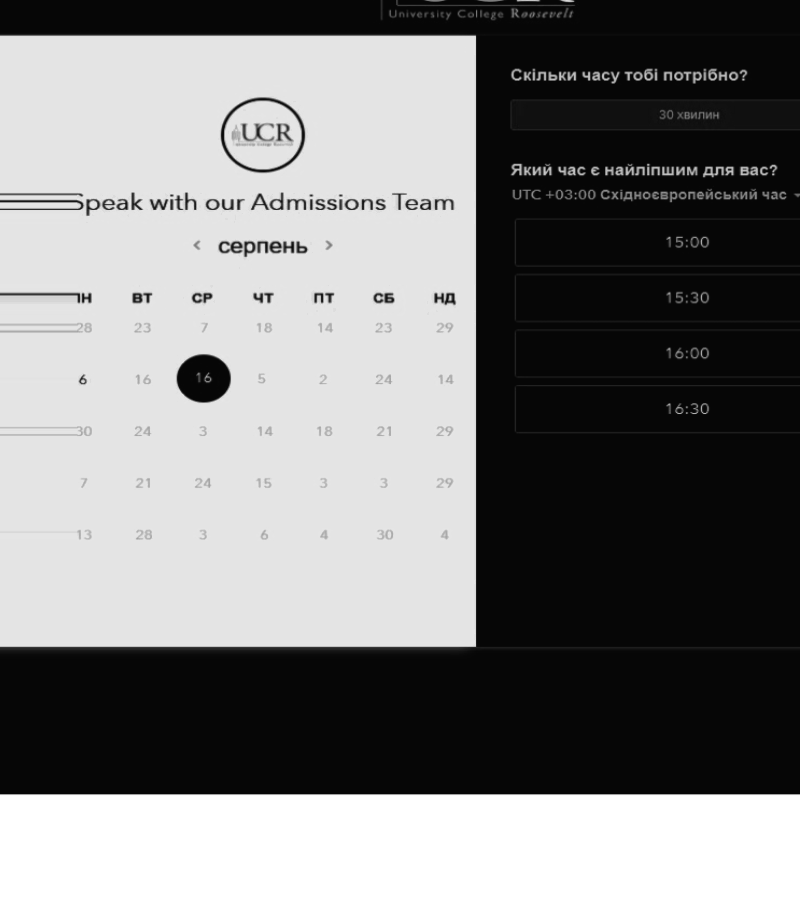 University College Roosevelt
UCR
Speak with our Admissions Team
< серпень >
ПН ВТ СР ЧТ ПТ СБ НД
28 23 7 18 14 23 29
6 16 16 5 2 24 14
30 24 3 14 18 21 29
7 21 24 15 3 3 29
13 28 3 6 4 30 4
Скільки часу тобі потрібно?
30 хвилин
Який час є найліпшим для вас?
UTC +03:00 Східноєвропейський час
15:00
15:30
16:00
16:30